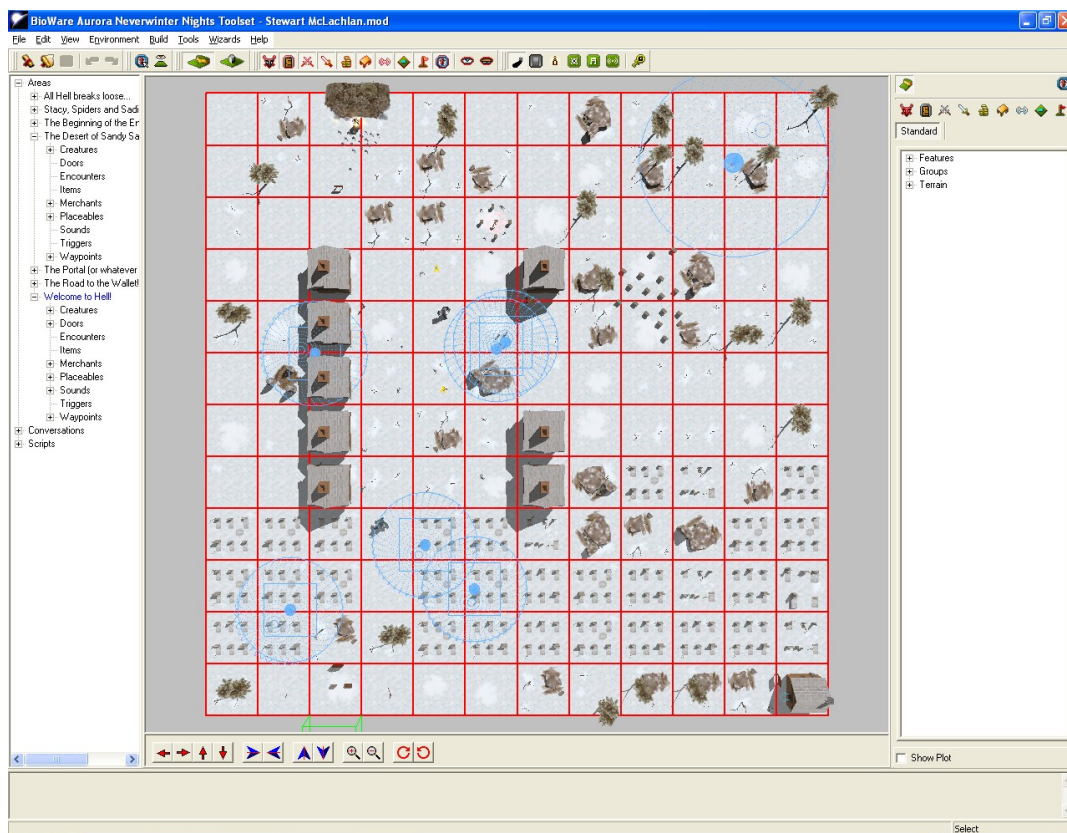 BioWare Aurora Neverwinter Nights Toolset - Stewart McLachlan.mod
File Edit View Environment Build Tools Wizards Help
Areas
All Hell breaks loose...
Stacy, Spiders and Sadi
The Beginning of the Er
The Desert of Sandy Sa
Creatures
Doors
Encounters
Items
Merchants
Placeables
Sounds
Triggers
Waypoints
The Portal (or whatever
The Road to the Wallet!
Welcome to Hell!
Creatures
Doors
Encounters
Items
Merchants
Placeables
Sounds
Triggers
Waypoints
Conversations
Scripts
Standard
Features
Groups
Terrain
Show Plot
Select